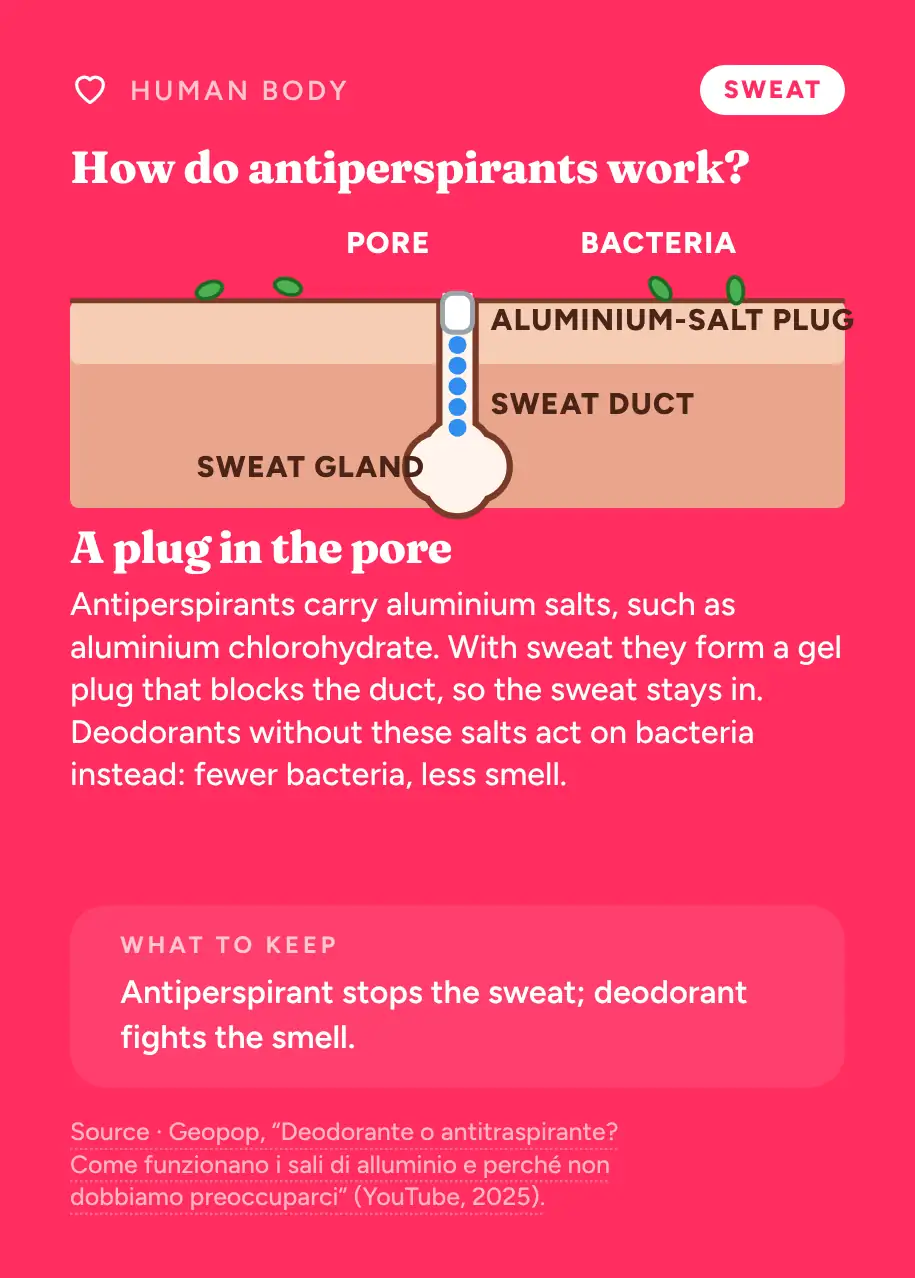 HUMAN BODY
SWEAT
How do antiperspirants work?
PORE
BACTERIA
ALUMINIUM-SALT PLUG
SWEAT DUCT
SWEAT GLAND
A plug in the pore
Antiperspirants carry aluminium salts, such as
aluminium chlorohydrate. With sweat they form a gel
plug that blocks the duct, so the sweat stays in.
Deodorants without these salts act on bacteria
instead: fewer bacteria, less smell.
WHAT TO KEEP
Antiperspirant stops the sweat; deodorant
fights the smell.
Source · Geopop, “Deodorante o antitraspirante?
Come funzionano i sali di alluminio e perché non
dobbiamo preoccuparci” (YouTube, 2025).